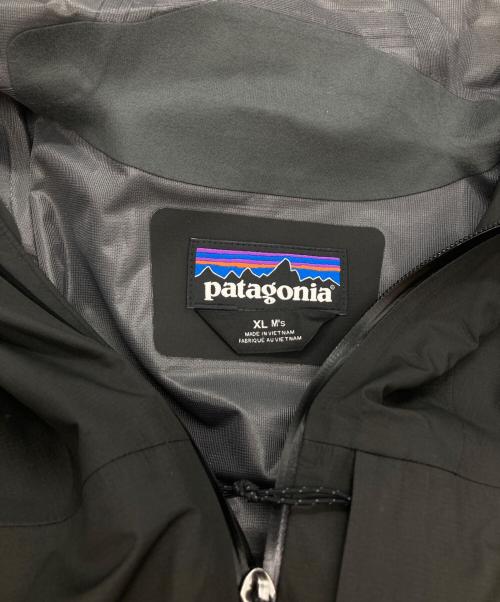 patagonia®
XL M's
MADE IN VIETNAM
FABRIQUÉ AU VIETNAM